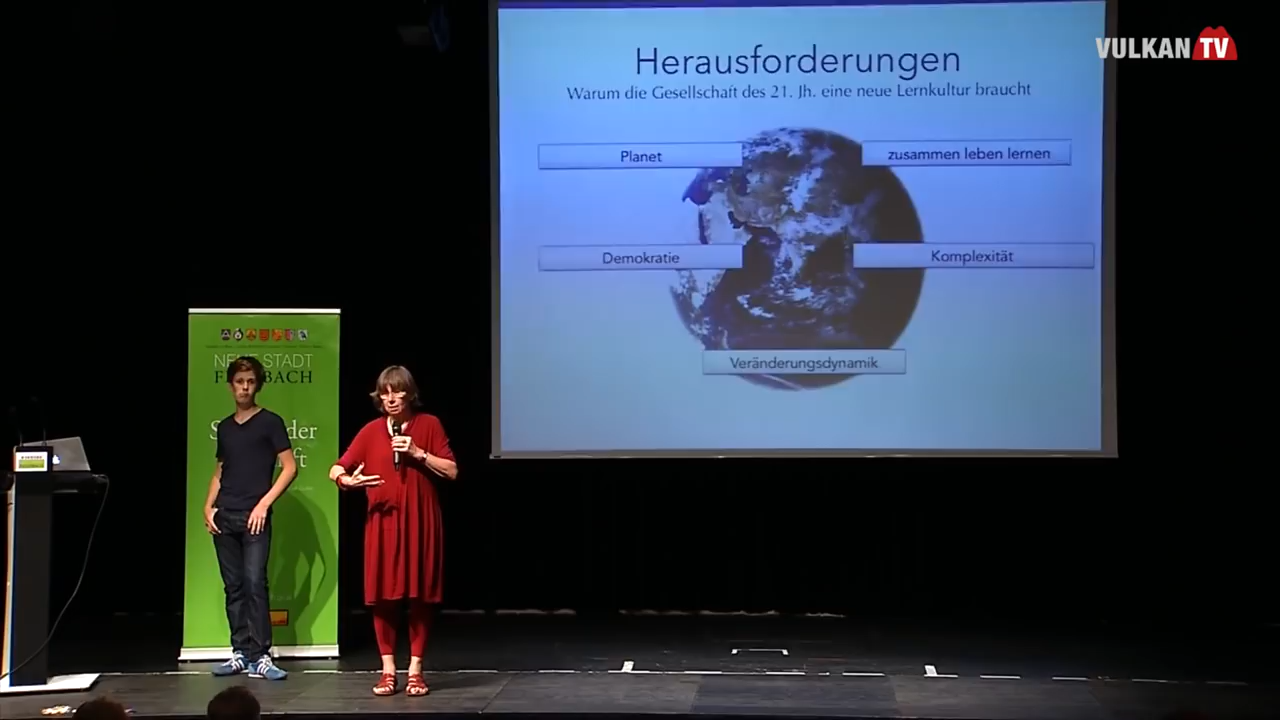 VULKAN TV
Herausforderungen
Warum die Gesellschaft des 21. Jh. eine neue Lernkultur braucht
Planet
zusammen leben lernen
Demokratie
Komplexität
Veränderungsdynamik
STADT
BACH